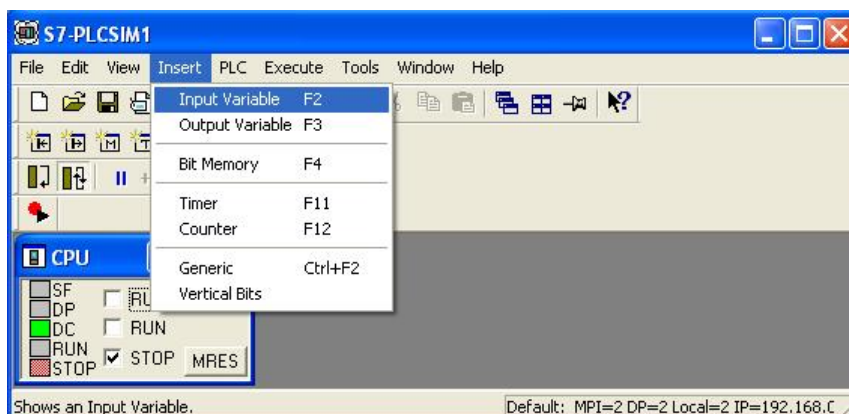 S7-PLCSIM1
File Edit View Insert PLC Execute Tools Window Help
Input Variable F2
Output Variable F3
Bit Memory F4
Timer F11
Counter F12
Generic Ctrl+F2
Vertical Bits
CPU
SF
DP
DC RUN
RUN
STOP STOP MRES
Shows an Input Variable. Default: MPI=2 DP=2 Local=2 IP=192.168.